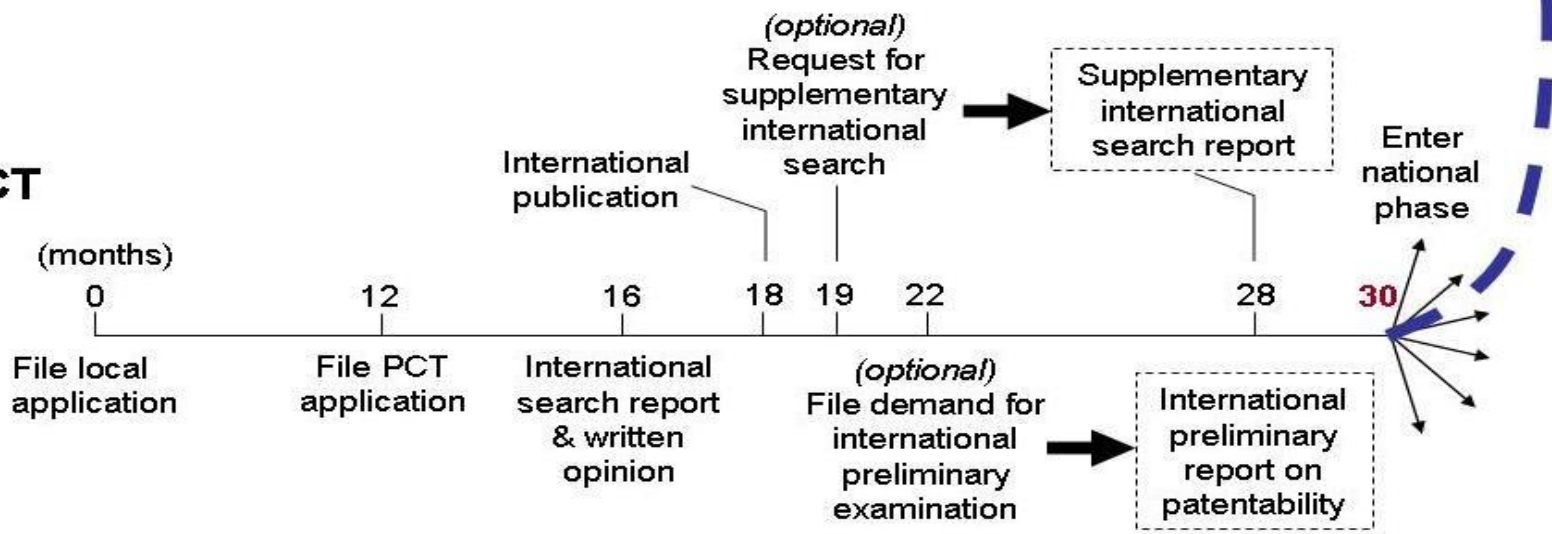 (optional)
Request for
supplementary
international
search
Supplementary
international
search report
Enter
national
phase
International
publication
CT
(months)
0 12 16 18 19 22 28 30
File local
application
File PCT
application
International
search report
& written
opinion
(optional)
File demand for
international
preliminary
examination
International
preliminary
report on
patentability